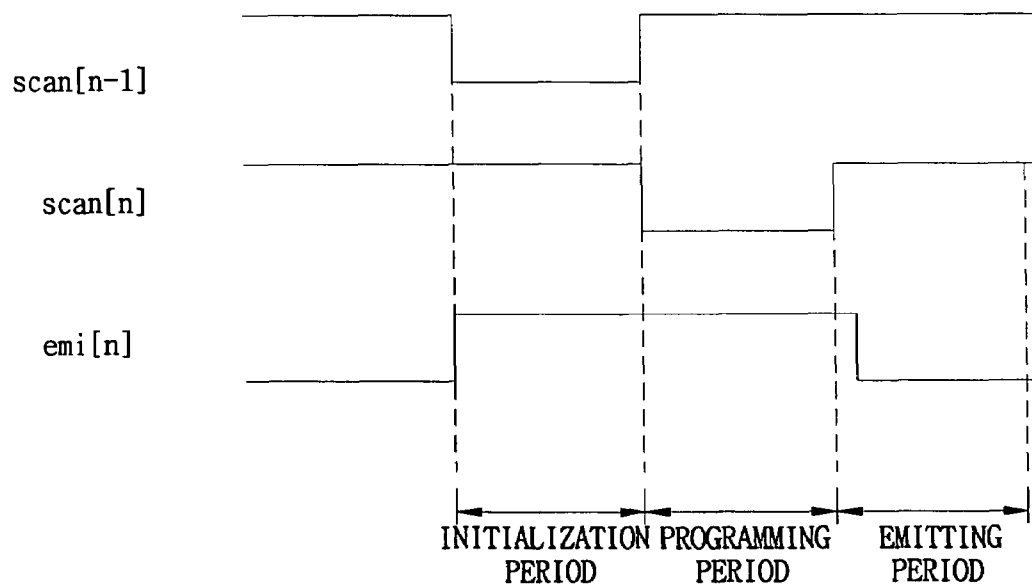 scan[n-1]
scan[n]
emi[n]
INITIALIZATION PERIOD
PROGRAMMING PERIOD
EMITTING PERIOD